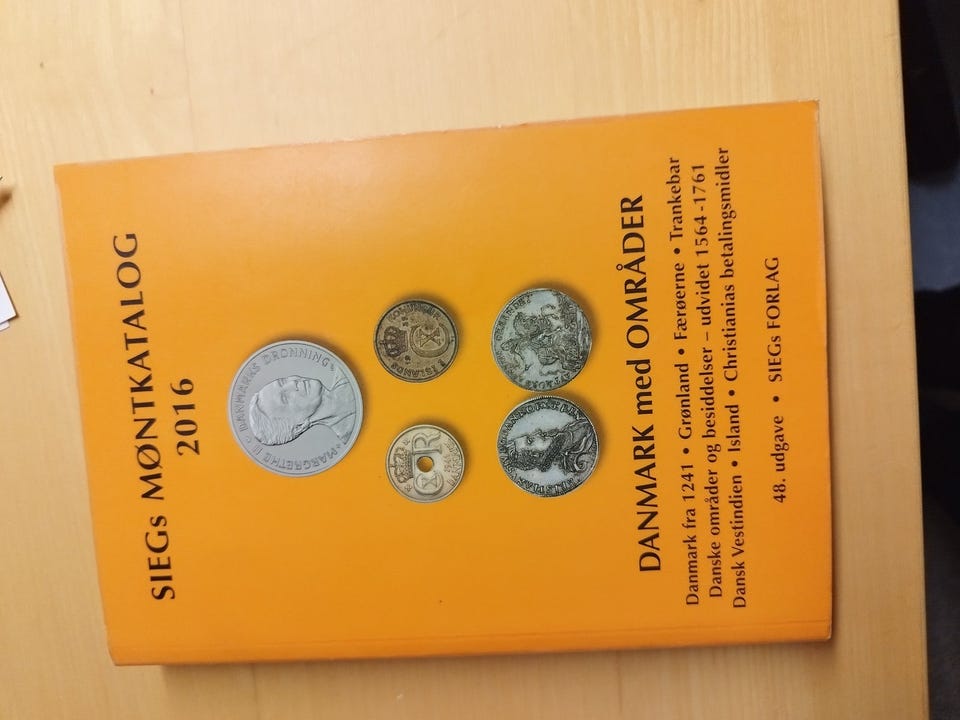 SIEGs MØNTKATALOG
2016
MARGRETHE II • DANMARKS DRONNING
DANMARK med OMRÅDER
Danmark fra 1241 • Grønland • Færøerne • Trankebar
Danske områder og besiddelser – udvidet 1564-1761
Dansk Vestindien • Island • Christianias betalingsmidler
48. udgave • SIEGs FORLAG